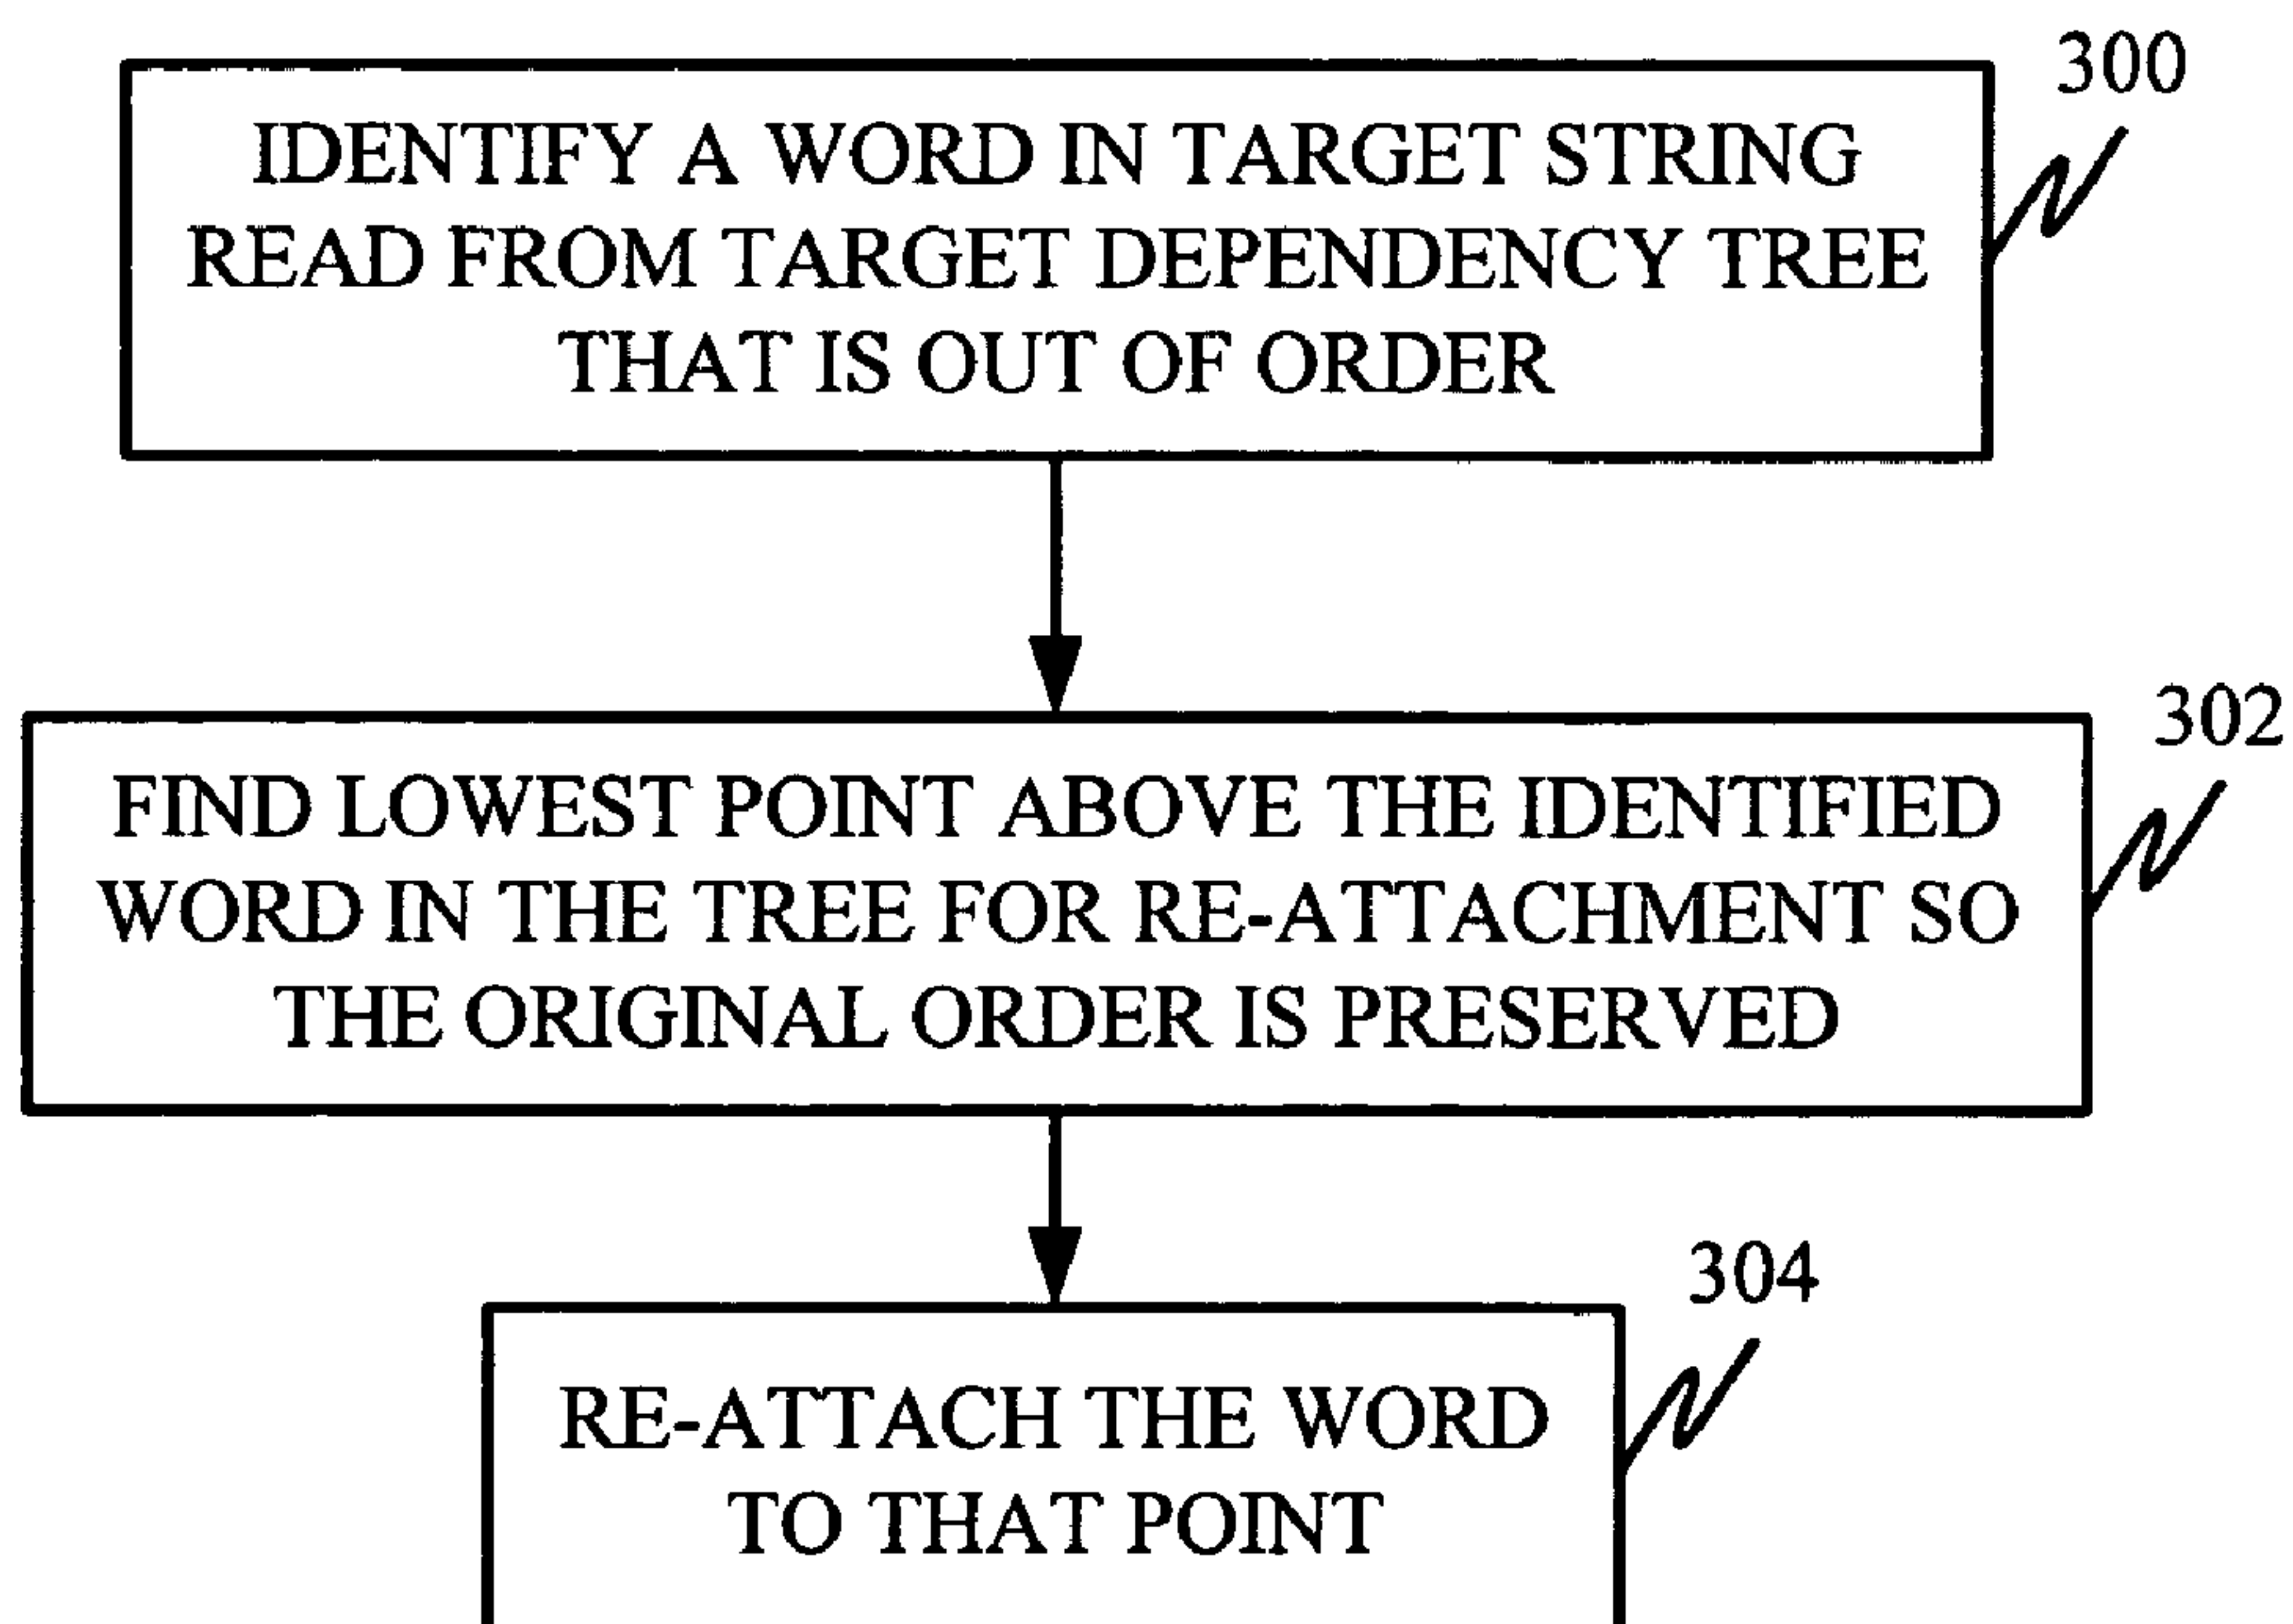 300
IDENTIFY A WORD IN TARGET STRING
READ FROM TARGET DEPENDENCY TREE
THAT IS OUT OF ORDER
302
FIND LOWEST POINT ABOVE THE IDENTIFIED
WORD IN THE TREE FOR RE-ATTACHMENT SO
THE ORIGINAL ORDER IS PRESERVED
304
RE-ATTACH THE WORD
TO THAT POINT